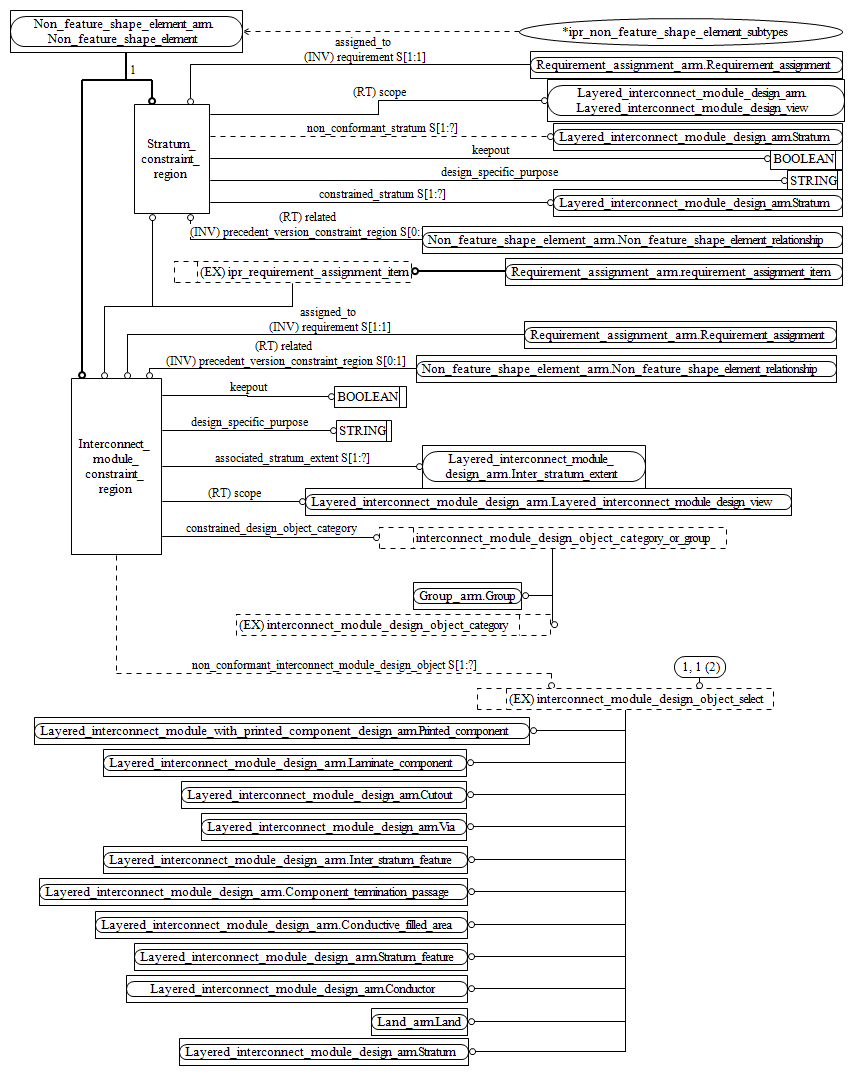 Non_feature_shape_element_arm.
Non_feature_shape_element
*ipr_non_feature_shape_element_subtypes
assigned_to
(INV) requirement S[1:1]
Requirement_assignment_arm.Requirement_assignment
1
(RT) scope
Layered_interconnect_module_design_arm.
Layered_interconnect_module_design_view
non_conformant_stratum S[1:?]
Layered_interconnect_module_design_arm.Stratum
Stratum_
constraint_
region
keepout
BOOLEAN
design_specific_purpose
STRING
constrained_stratum S[1:?]
Layered_interconnect_module_design_arm.Stratum
(RT) related
(INV) precedent_version_constraint_region S[0:
Non_feature_shape_element_arm.Non_feature_shape_element_relationship
(EX) ipr_requirement_assignment_item
Requirement_assignment_arm.requirement_assignment_item
assigned_to
(INV) requirement S[1:1]
Requirement_assignment_arm.Requirement_assignment
(RT) related
(INV) precedent_version_constraint_region S[0:1]
Non_feature_shape_element_arm.Non_feature_shape_element_relationship
keepout
BOOLEAN
design_specific_purpose
STRING
Interconnect_
module_
constraint_
region
associated_stratum_extent S[1:?]
Layered_interconnect_module_
design_arm.Inter_stratum_extent
(RT) scope
Layered_interconnect_module_design_arm.Layered_interconnect_module_design_view
constrained_design_object_category
interconnect_module_design_object_category_or_group
Group_arm.Group
(EX) interconnect_module_design_object_category
non_conformant_interconnect_module_design_object S[1:?]
1, 1 (2)
(EX) interconnect_module_design_object_select
Layered_interconnect_module_with_printed_component_design_arm.Printed_component
Layered_interconnect_module_design_arm.Laminate_component
Layered_interconnect_module_design_arm.Cutout
Layered_interconnect_module_design_arm.Via
Layered_interconnect_module_design_arm.Inter_stratum_feature
Layered_interconnect_module_design_arm.Component_termination_passage
Layered_interconnect_module_design_arm.Conductive_filled_area
Layered_interconnect_module_design_arm.Stratum_feature
Layered_interconnect_module_design_arm.Conductor
Land_arm.Land
Layered_interconnect_module_design_arm.Stratum